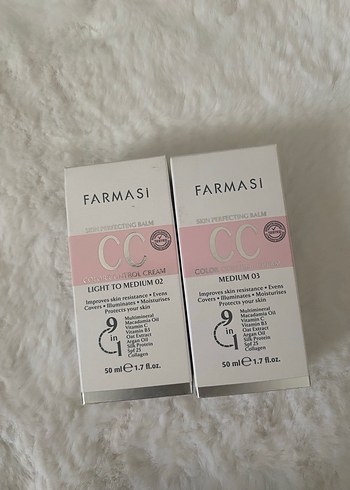 FARMASI
SKIN PERFECTING BALM
CC
COLOR CONTROL CREAM
LIGHT TO MEDIUM 02
Improves skin resistance • Evens
Covers • Illuminates • Moisturises
Protects your skin
9 in 1
Multimineral
Macadamia Oil
Vitamin C
Vitamin B3
Oat Extract
Argan Oil
Silk Protein
Spf 25
Collagen
50 ml ℮ 1.7 fl.oz.
FARMASI
SKIN PERFECTING BALM
CC
COLOR
MEDIUM 03
Improves skin resistance • Evens
Covers • Illuminates • Moisturises
Protects your skin
9 in 1
Multimineral
Macadamia Oil
Vitamin C
Vitamin B3
Oat Extract
Argan Oil
Silk Protein
Spf 25
Collagen
50 ml ℮ 1.7 fl.oz.